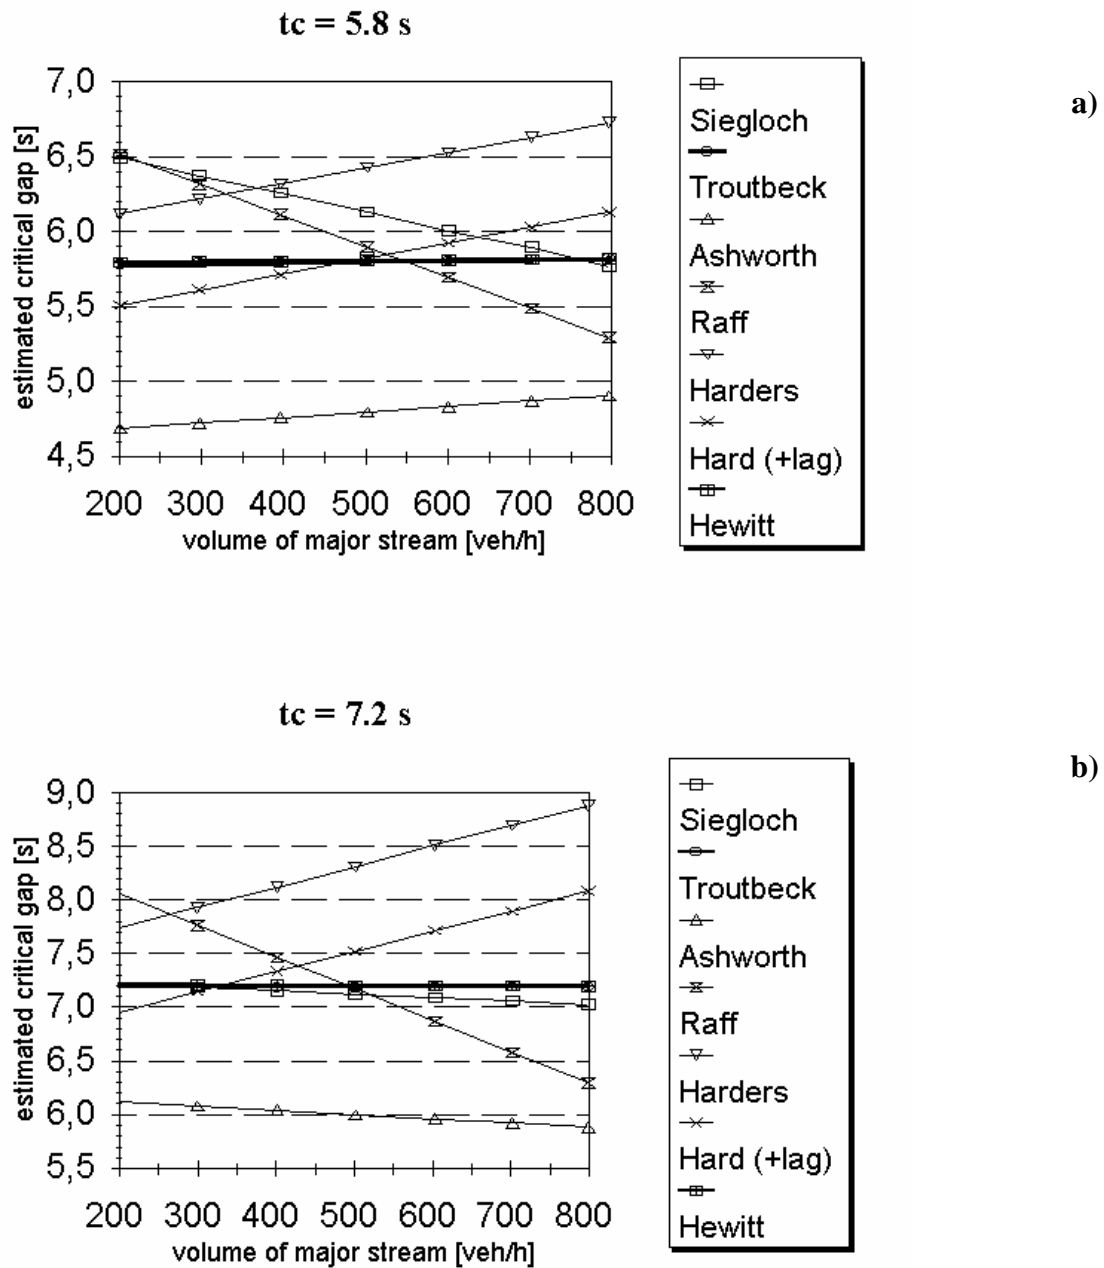 tc = 5.8 s
a)
7,0
6,5
6,0
5,5
5,0
4,5
estimated critical gap [s]
200 300 400 500 600 700 800
volume of major stream [veh/h]
Siegloch
Troutbeck
Ashworth
Raff
Harders
Hard (+lag)
Hewitt
tc = 7.2 s
b)
9,0
8,5
8,0
7,5
7,0
6,5
6,0
5,5
estimated critical gap [s]
200 300 400 500 600 700 800
volume of major stream [veh/h]
Siegloch
Troutbeck
Ashworth
Raff
Harders
Hard (+lag)
Hewitt